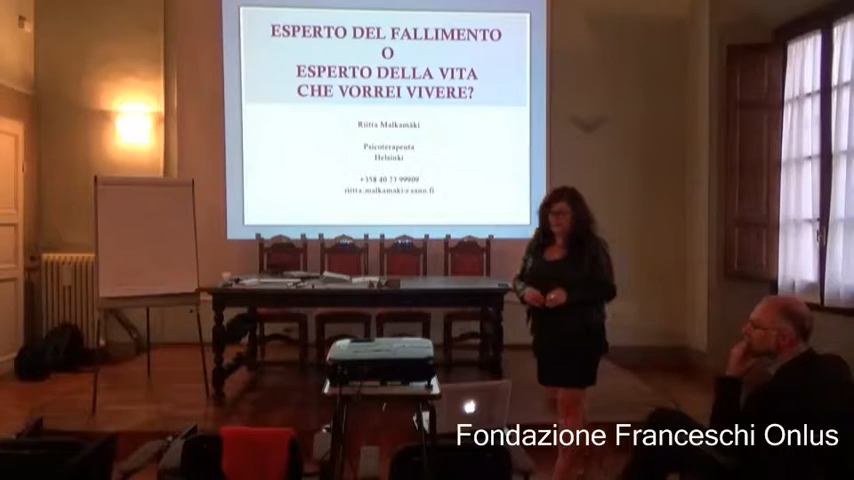 ESPERTO DEL FALLIMENTO
O
ESPERTO DELLA VITA
CHE VORREI VIVERE?
Riitta Malkamäki
Psicoterapeuta
Helsinki
Fondazione Franceschi Onlus